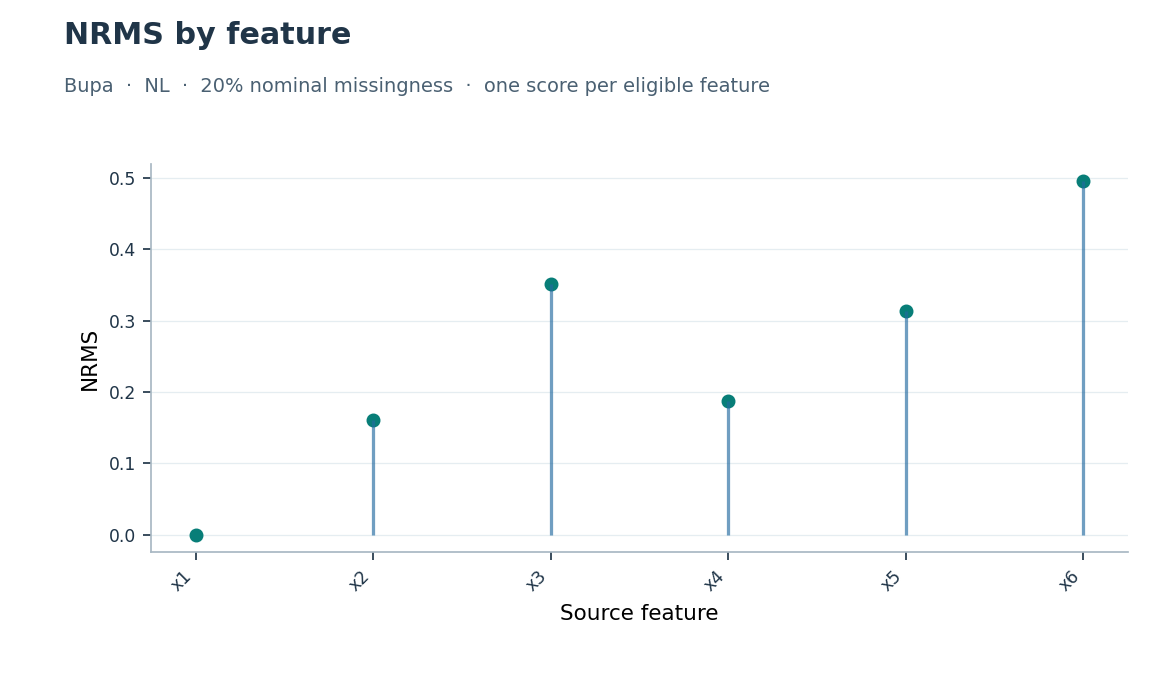 NRMS by feature
Bupa · NL · 20% nominal missingness · one score per eligible feature
0.5
0.4
0.3
0.2
0.1
0.0
NRMS
x1 x2 x3 x4 x5 x6
Source feature